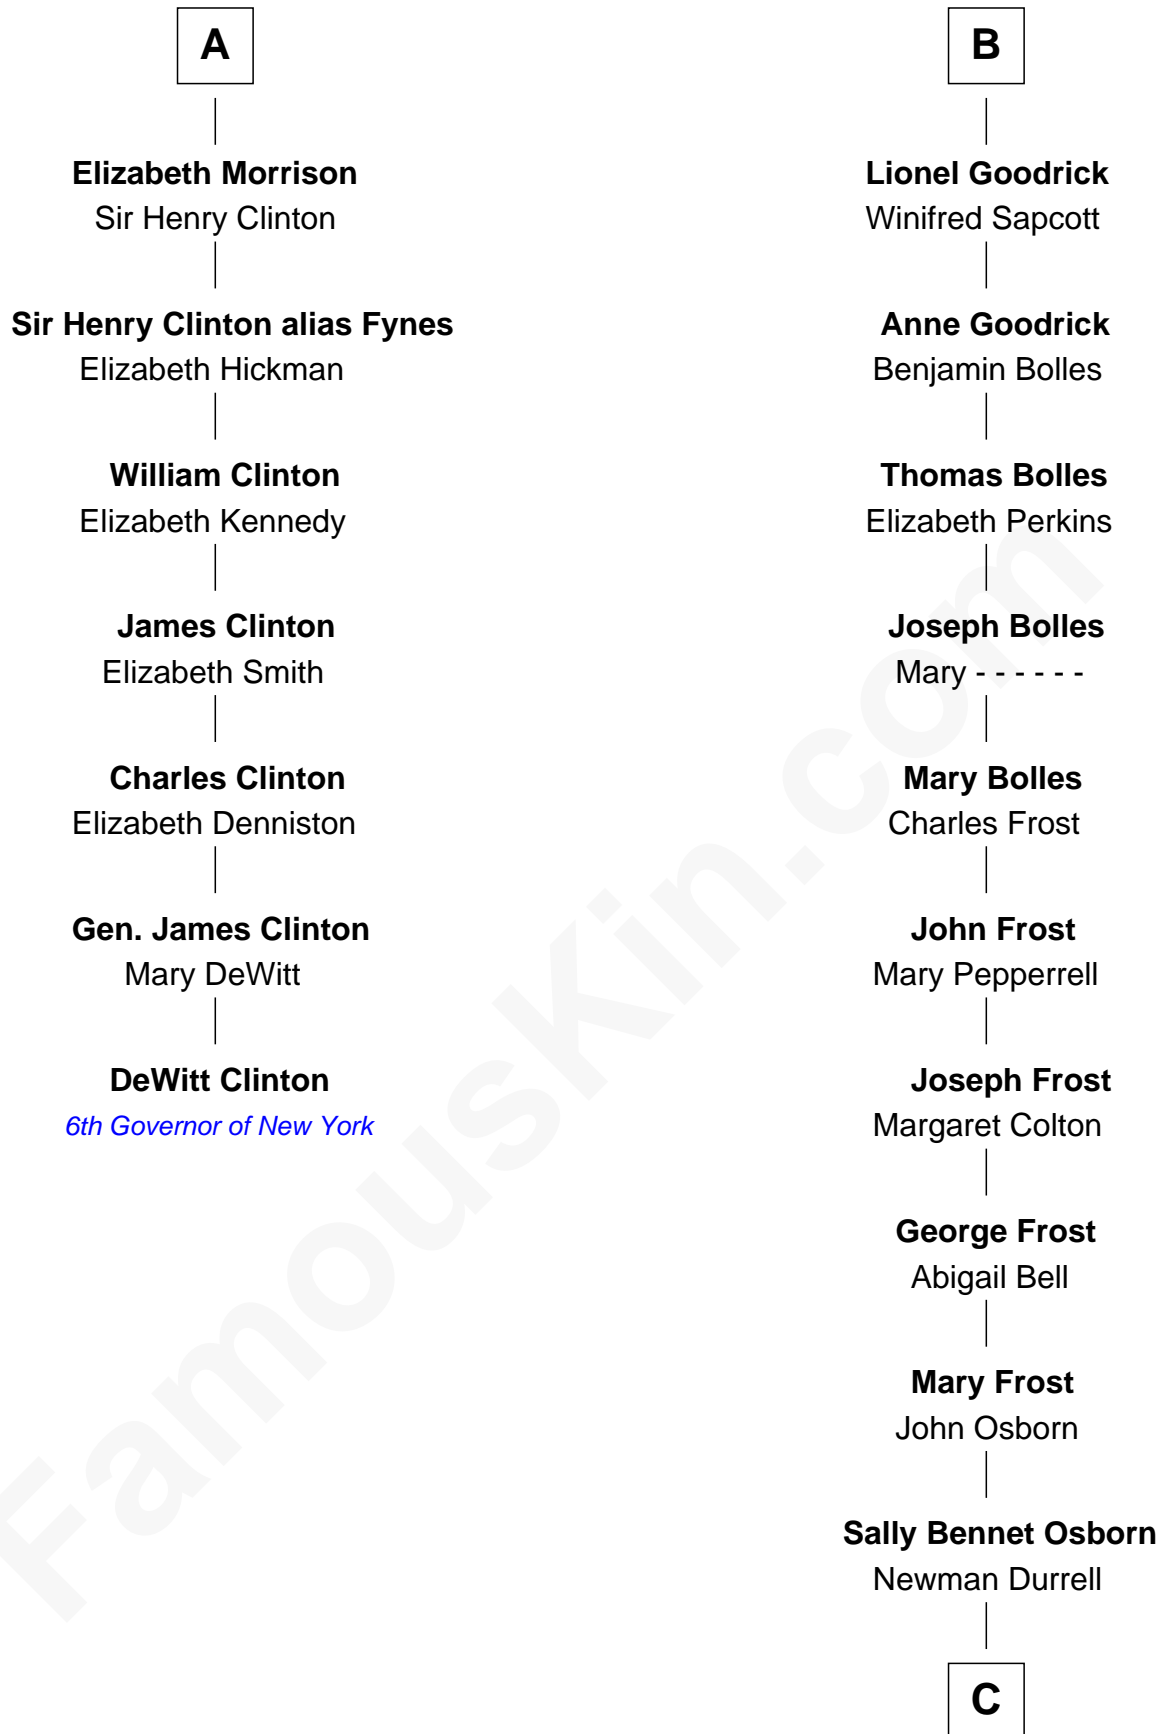 A
Elizabeth Morrison
Sir Henry Clinton
Sir Henry Clinton alias Fynes
Elizabeth Hickman
William Clinton
Elizabeth Kennedy
James Clinton
Elizabeth Smith
Charles Clinton
Elizabeth Denniston
Gen. James Clinton
Mary DeWitt
DeWitt Clinton
6th Governor of New York
B
Lionel Goodrick
Winifred Sapcott
Anne Goodrick
Benjamin Bolles
Thomas Bolles
Elizabeth Perkins
Joseph Bolles
Mary - - - - - -
Mary Bolles
Charles Frost
John Frost
Mary Pepperrell
Joseph Frost
Margaret Colton
George Frost
Abigail Bell
Mary Frost
John Osborn
Sally Bennet Osborn
Newman Durrell
C
FamousKin.com